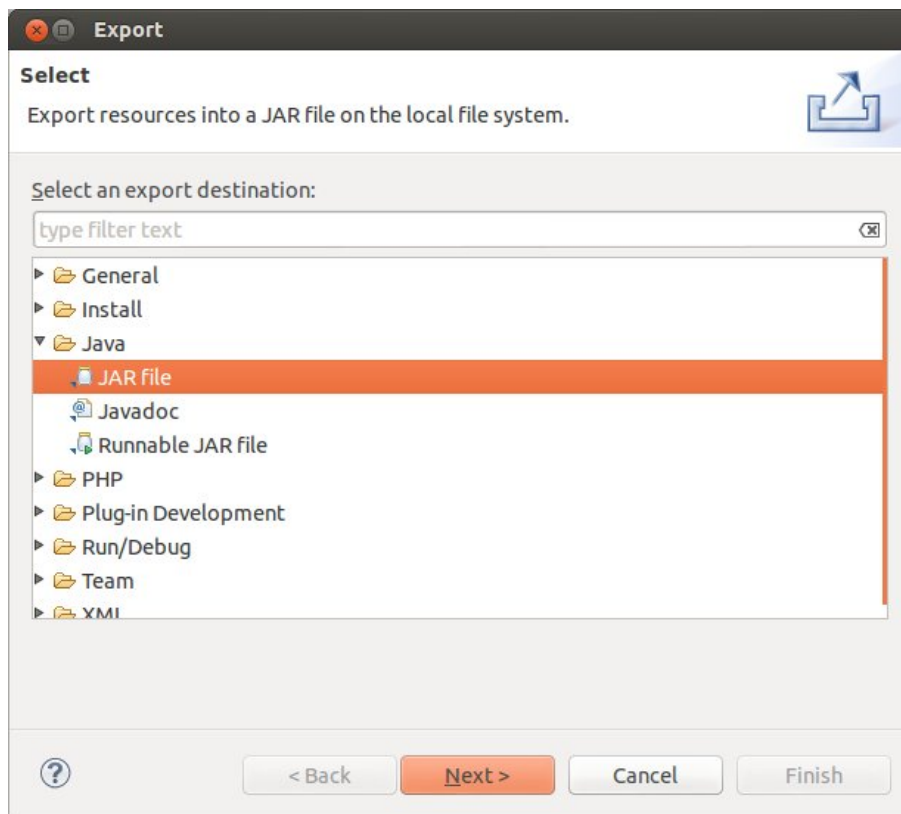 Export
Select
Export resources into a JAR file on the local file system.
Select an export destination:
type filter text
General
Install
Java
JAR file
Javadoc
Runnable JAR file
PHP
Plug-in Development
Run/Debug
Team
XML
< Back Next > Cancel Finish